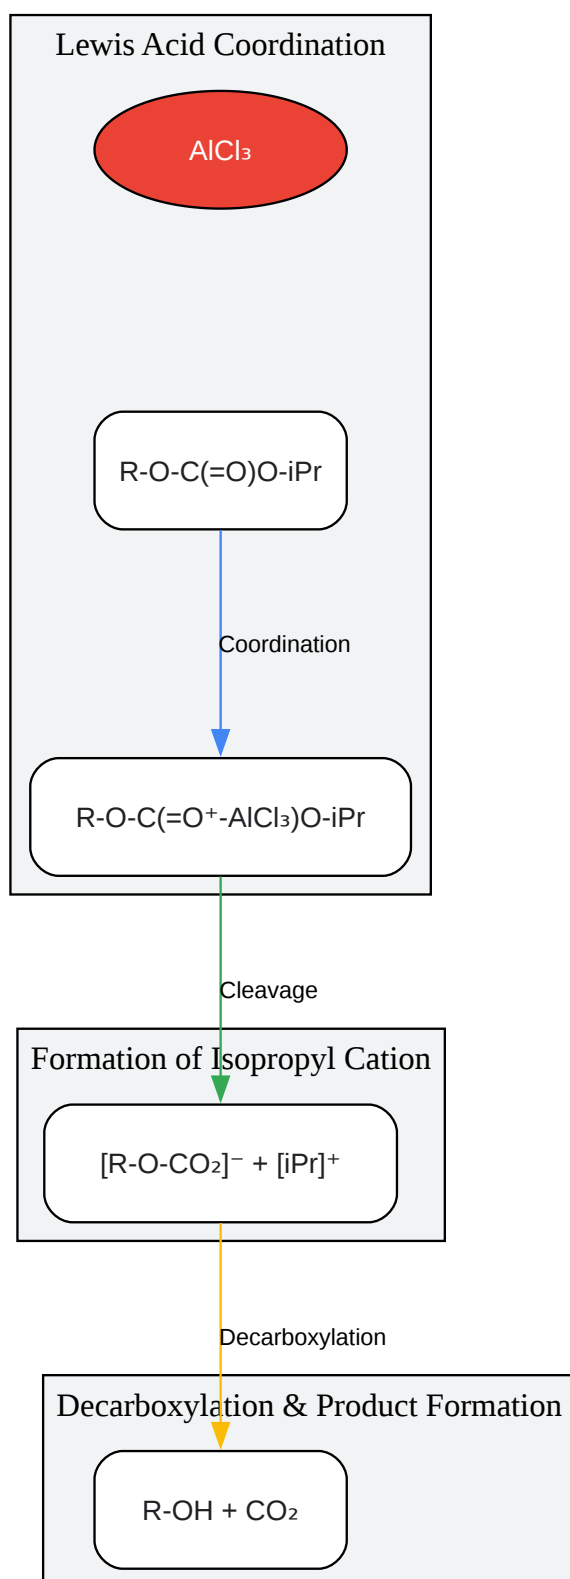 Lewis Acid Coordination
AlCl₃
R-O-C(=O)O-iPr
Coordination
R-O-C(=O⁺-AlCl₃)O-iPr
Cleavage
Formation of Isopropyl Cation
[R-O-CO₂]⁻ + [iPr]⁺
Decarboxylation
Decarboxylation & Product Formation
R-OH + CO₂